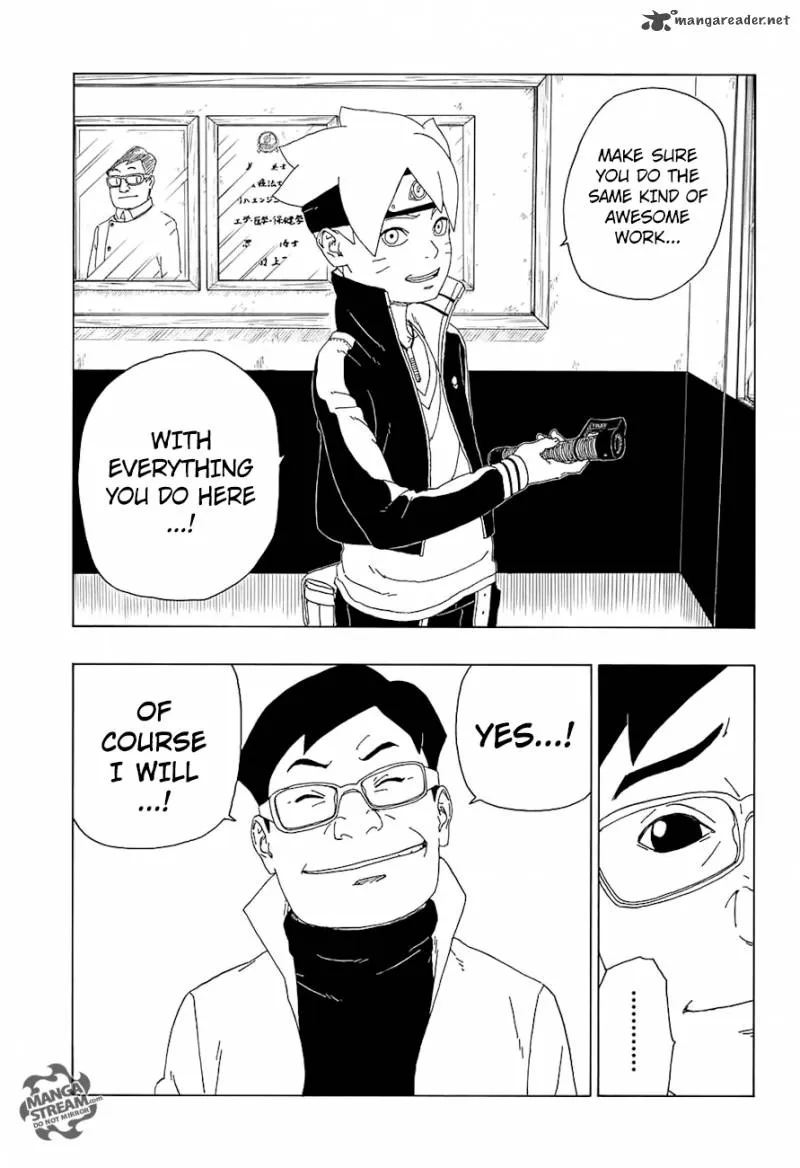 mangareader.net
MAKE SURE
YOU DO THE
SAME KIND OF
AWESOME
WORK...
WITH
EVERYTHING
YOU DO HERE
...!
YES...!
OF
COURSE
I WILL
...!
.........
MANGA
STREAM.com
DO NOT MIRROR